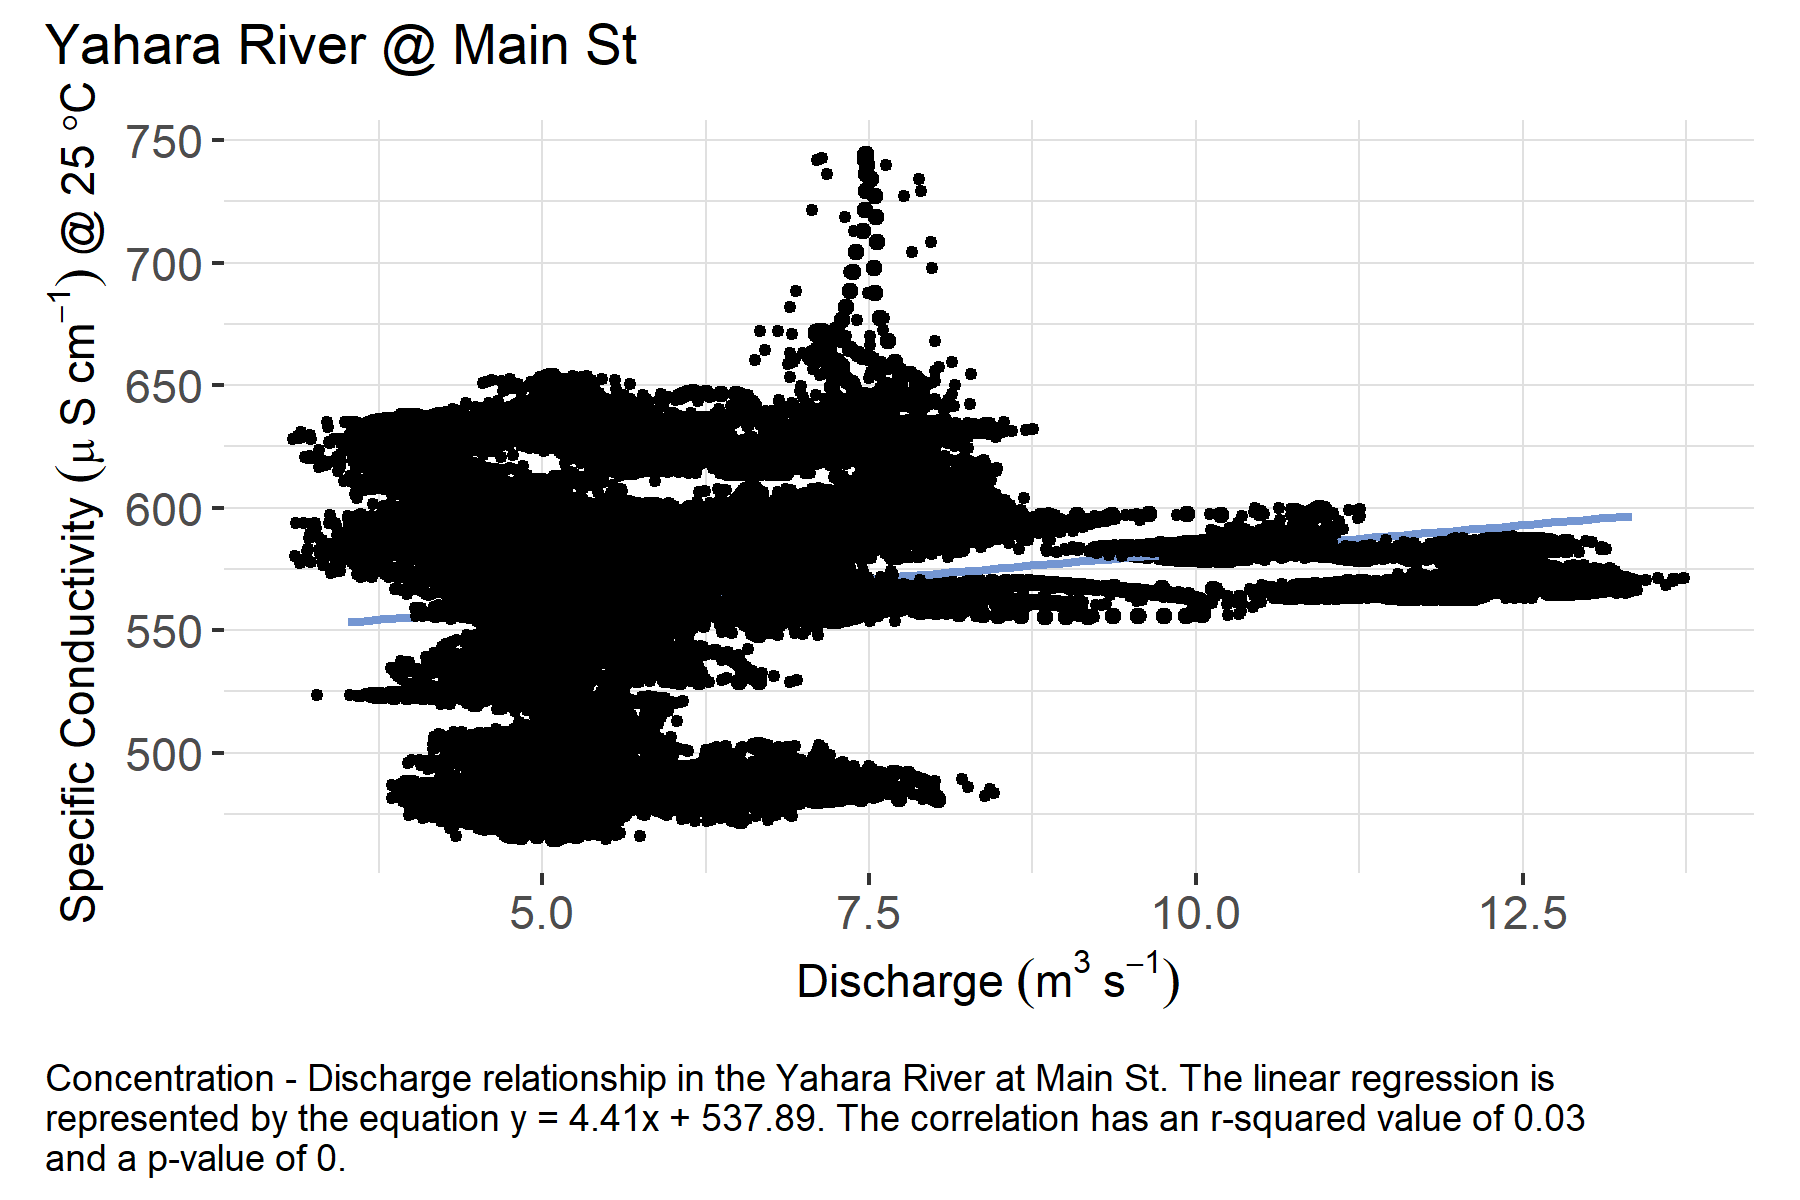 Yahara River @ Main St
Specific Conductivity (μ S cm⁻¹) @ 25 °C
750
700
650
600
550
500
5.0 7.5 10.0 12.5
Discharge (m³ s⁻¹)
Concentration - Discharge relationship in the Yahara River at Main St. The linear regression is
represented by the equation y = 4.41x + 537.89. The correlation has an r-squared value of 0.03
and a p-value of 0.